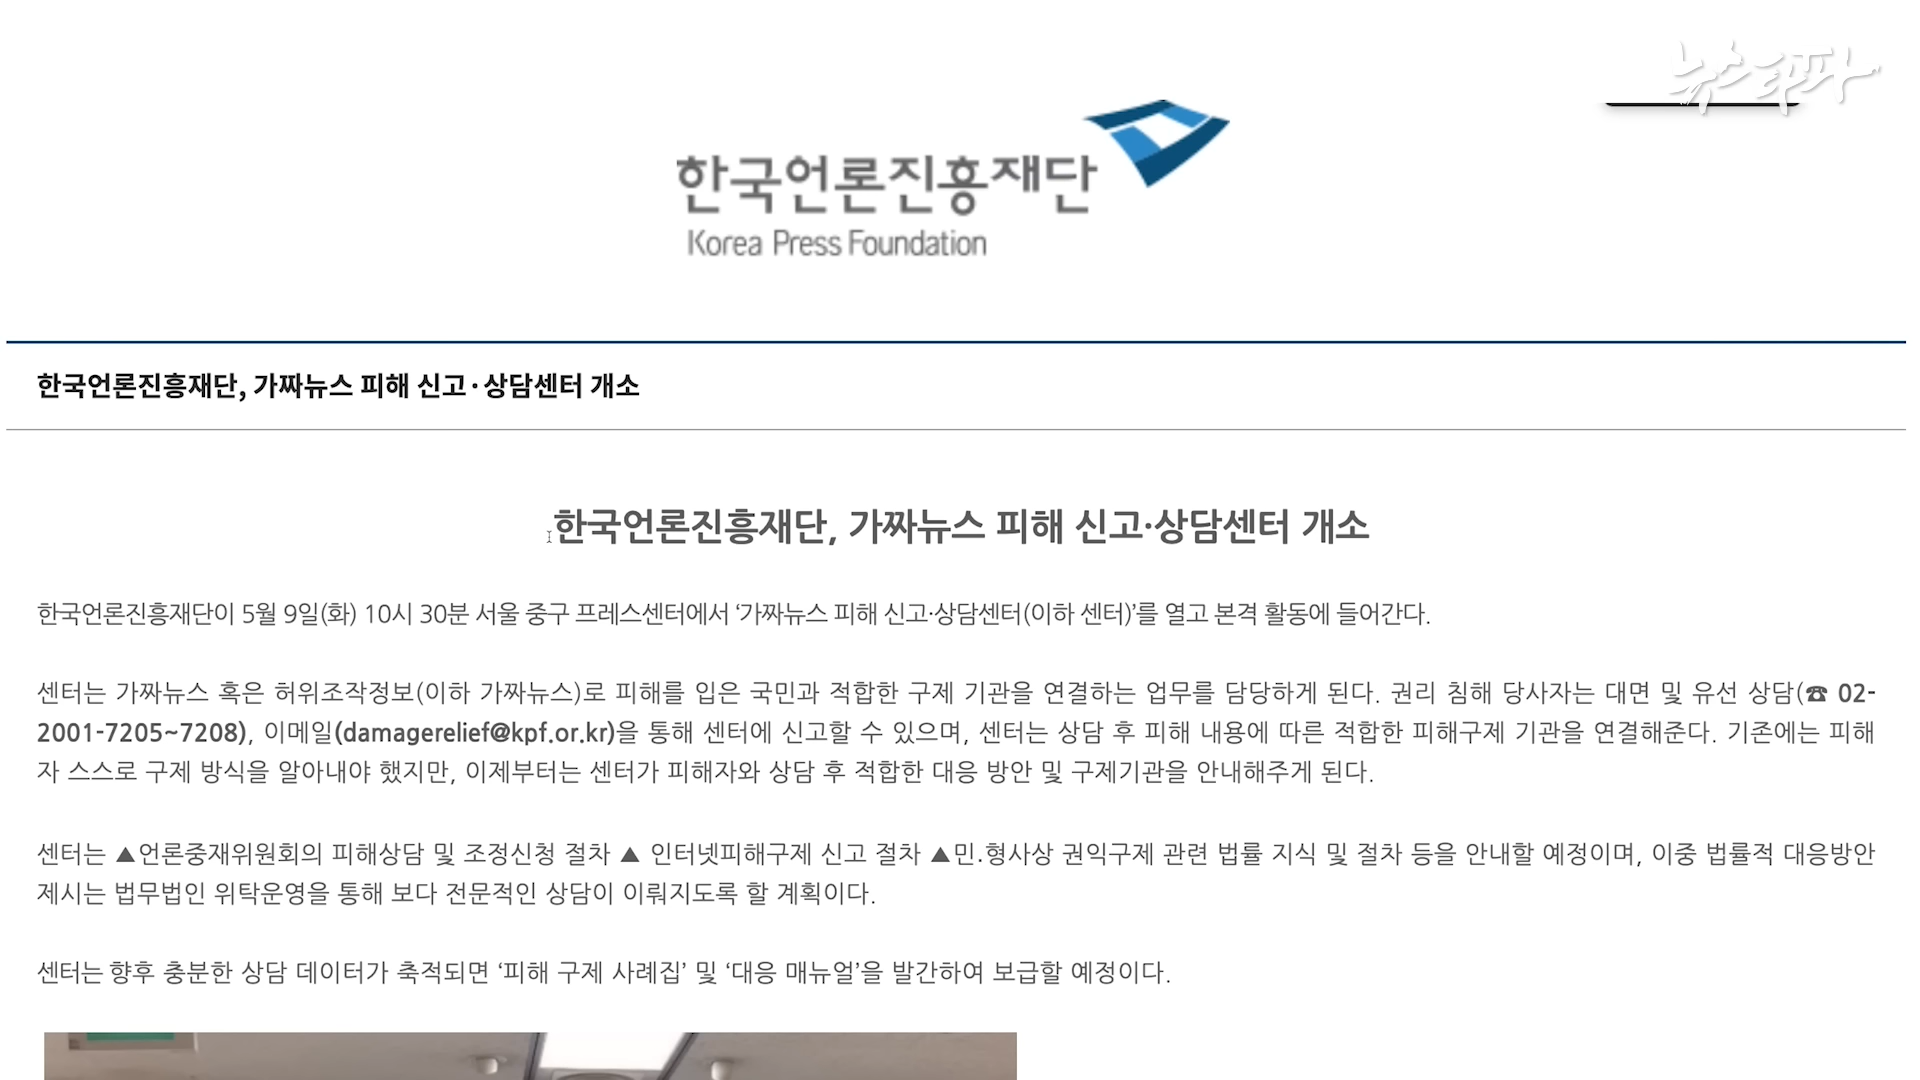 뉴스타파
한국언론진흥재단
Korea Press Foundation
한국언론진흥재단, 가짜뉴스 피해 신고·상담센터 개소
한국언론진흥재단, 가짜뉴스 피해 신고·상담센터 개소
한국언론진흥재단이 5월 9일(화) 10시 30분 서울 중구 프레스센터에서 ‘가짜뉴스 피해 신고·상담센터(이하 센터)’를 열고 본격 활동에 들어간다.
센터는 가짜뉴스 혹은 허위조작정보(이하 가짜뉴스)로 피해를 입은 국민과 적합한 구제 기관을 연결하는 업무를 담당하게 된다. 권리 침해 당사자는 대면 및 유선 상담(☎ 02-
2001-7205~7208), 이메일(damagerelief@kpf.or.kr)을 통해 센터에 신고할 수 있으며, 센터는 상담 후 피해 내용에 따른 적합한 피해구제 기관을 연결해준다. 기존에는 피해
자 스스로 구제 방식을 알아내야 했지만, 이제부터는 센터가 피해자와 상담 후 적합한 대응 방안 및 구제기관을 안내해주게 된다.
센터는 ▲언론중재위원회의 피해상담 및 조정신청 절차 ▲ 인터넷피해구제 신고 절차 ▲민.형사상 권익구제 관련 법률 지식 및 절차 등을 안내할 예정이며, 이중 법률적 대응방안
제시는 법무법인 위탁운영을 통해 보다 전문적인 상담이 이뤄지도록 할 계획이다.
센터는 향후 충분한 상담 데이터가 축적되면 ‘피해 구제 사례집’ 및 ‘대응 매뉴얼’을 발간하여 보급할 예정이다.